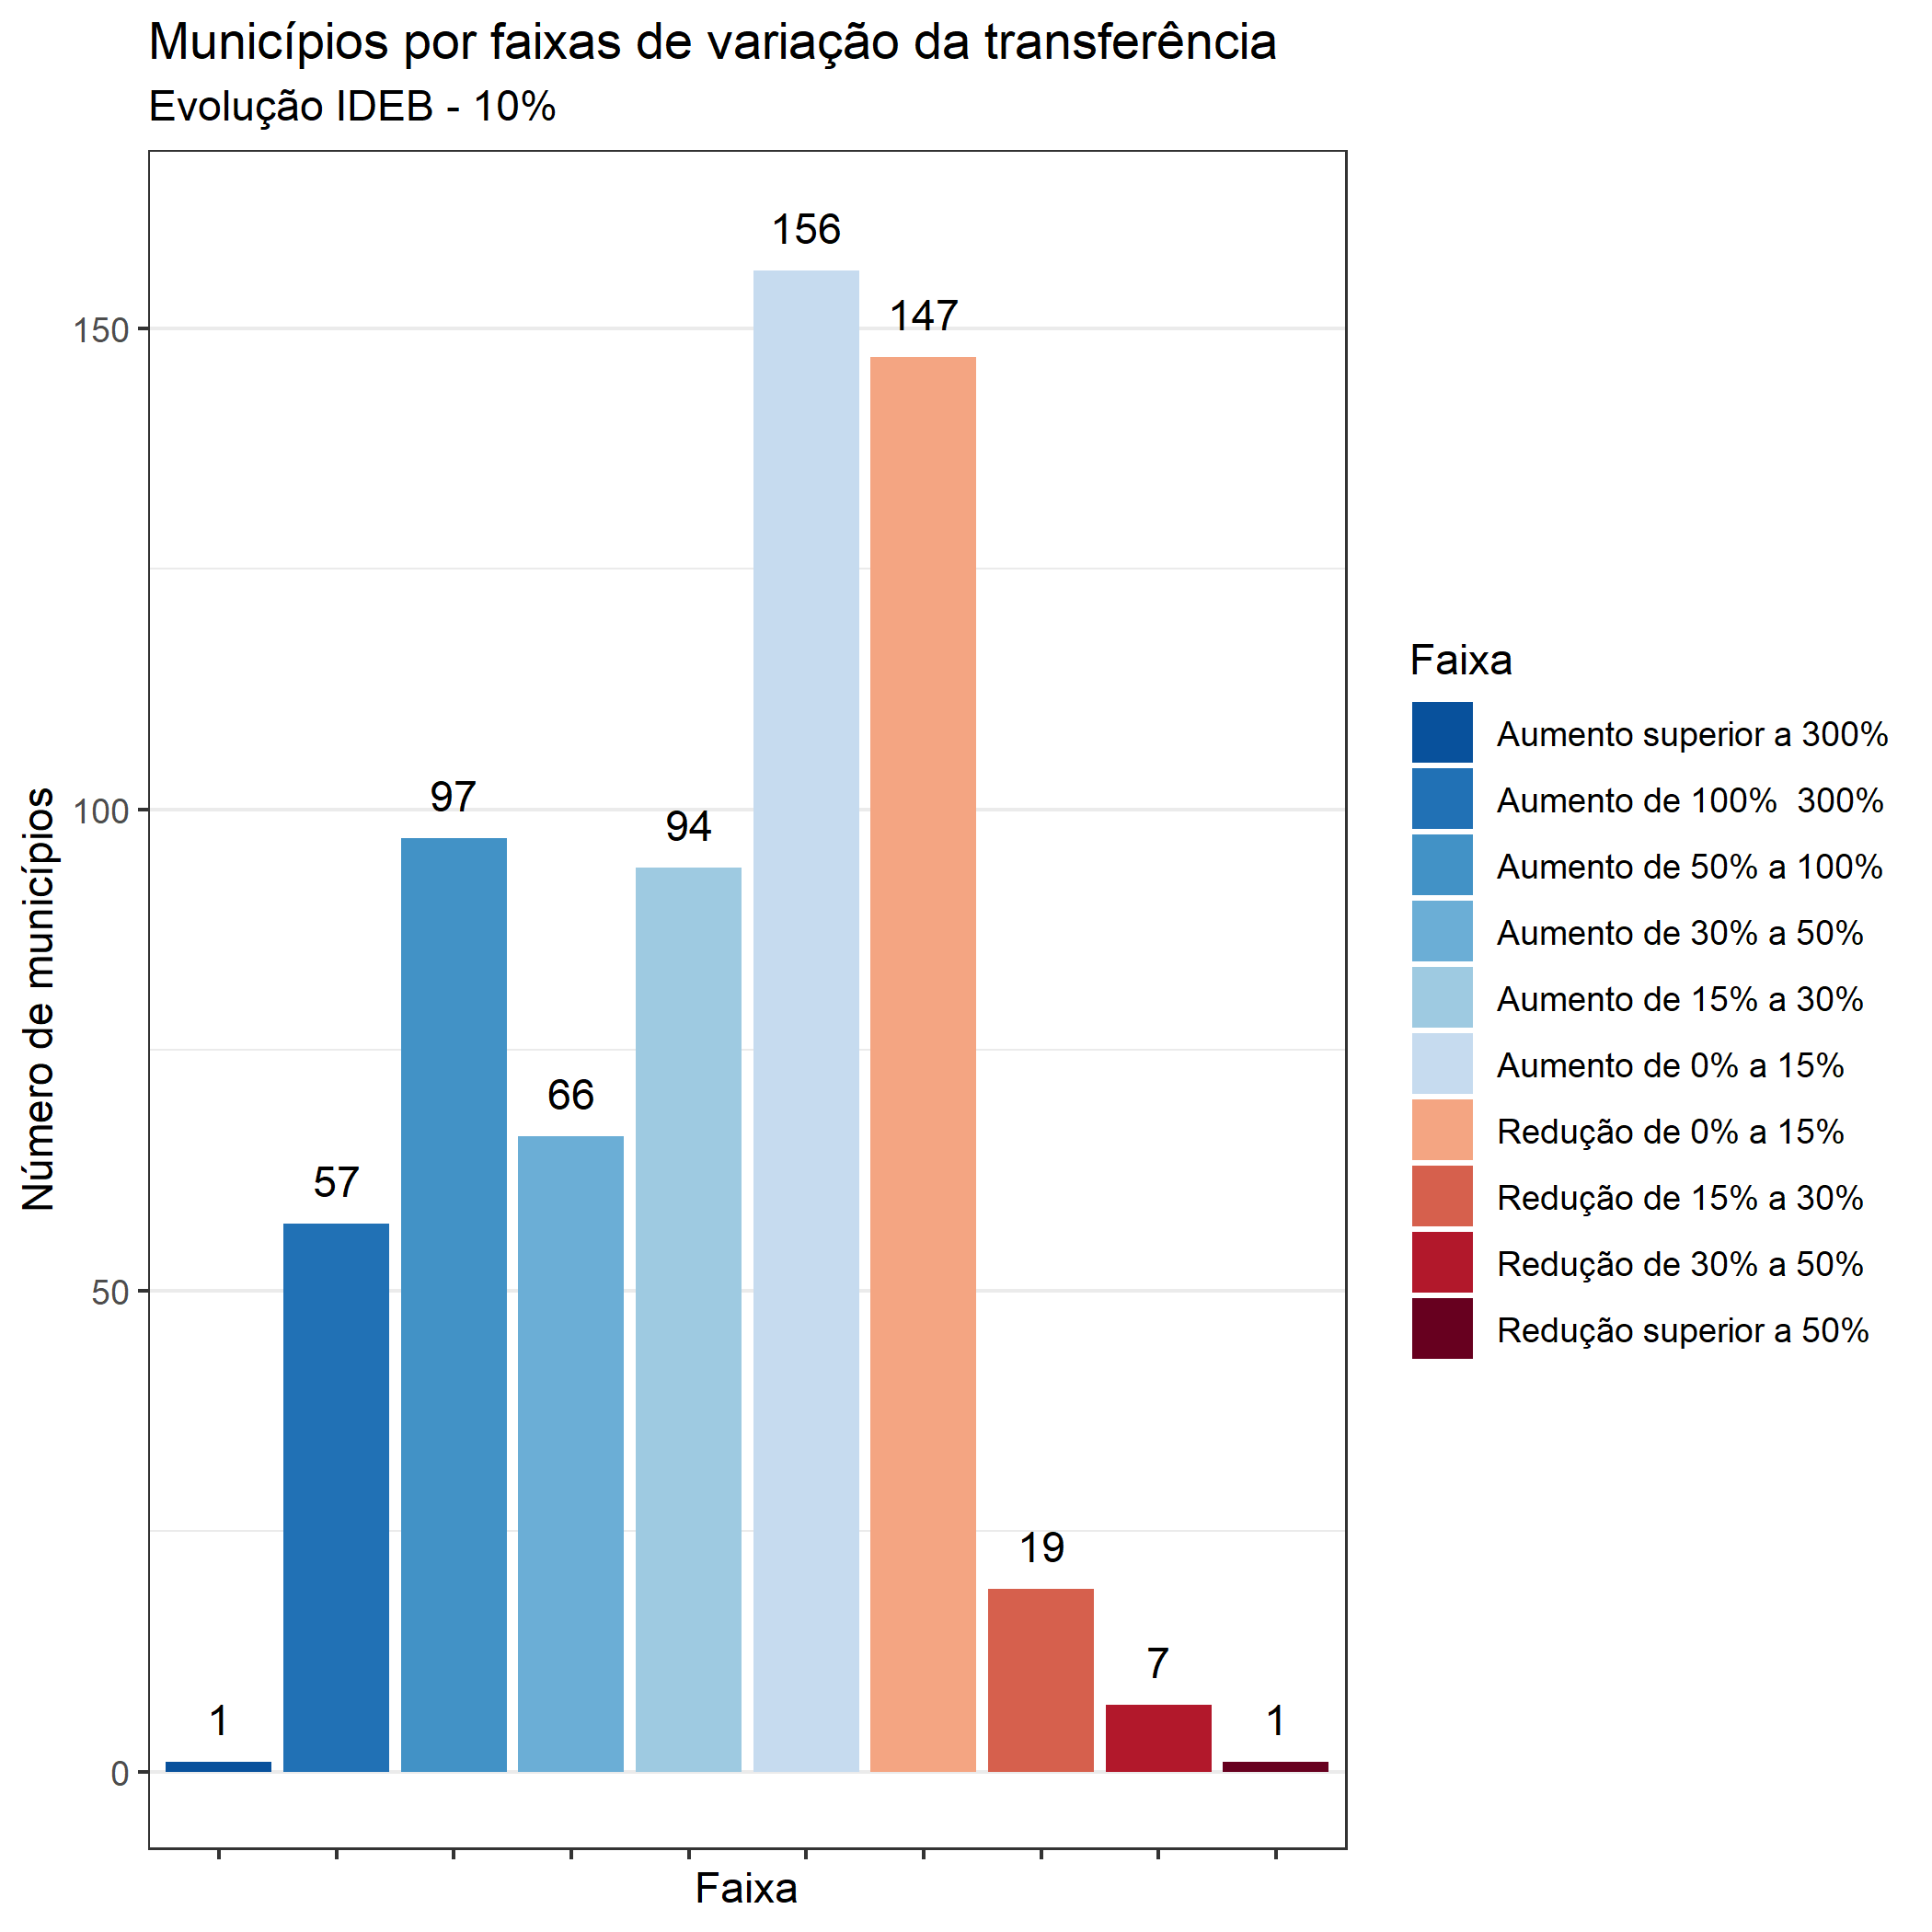 Municípios por faixas de variação da transferência
Evolução IDEB - 10%
Número de municípios
150
100
50
0
1
57
97
66
94
156
147
19
7
1
Faixa
Faixa
Aumento superior a 300%
Aumento de 100%  300%
Aumento de 50% a 100%
Aumento de 30% a 50%
Aumento de 15% a 30%
Aumento de 0% a 15%
Redução de 0% a 15%
Redução de 15% a 30%
Redução de 30% a 50%
Redução superior a 50%